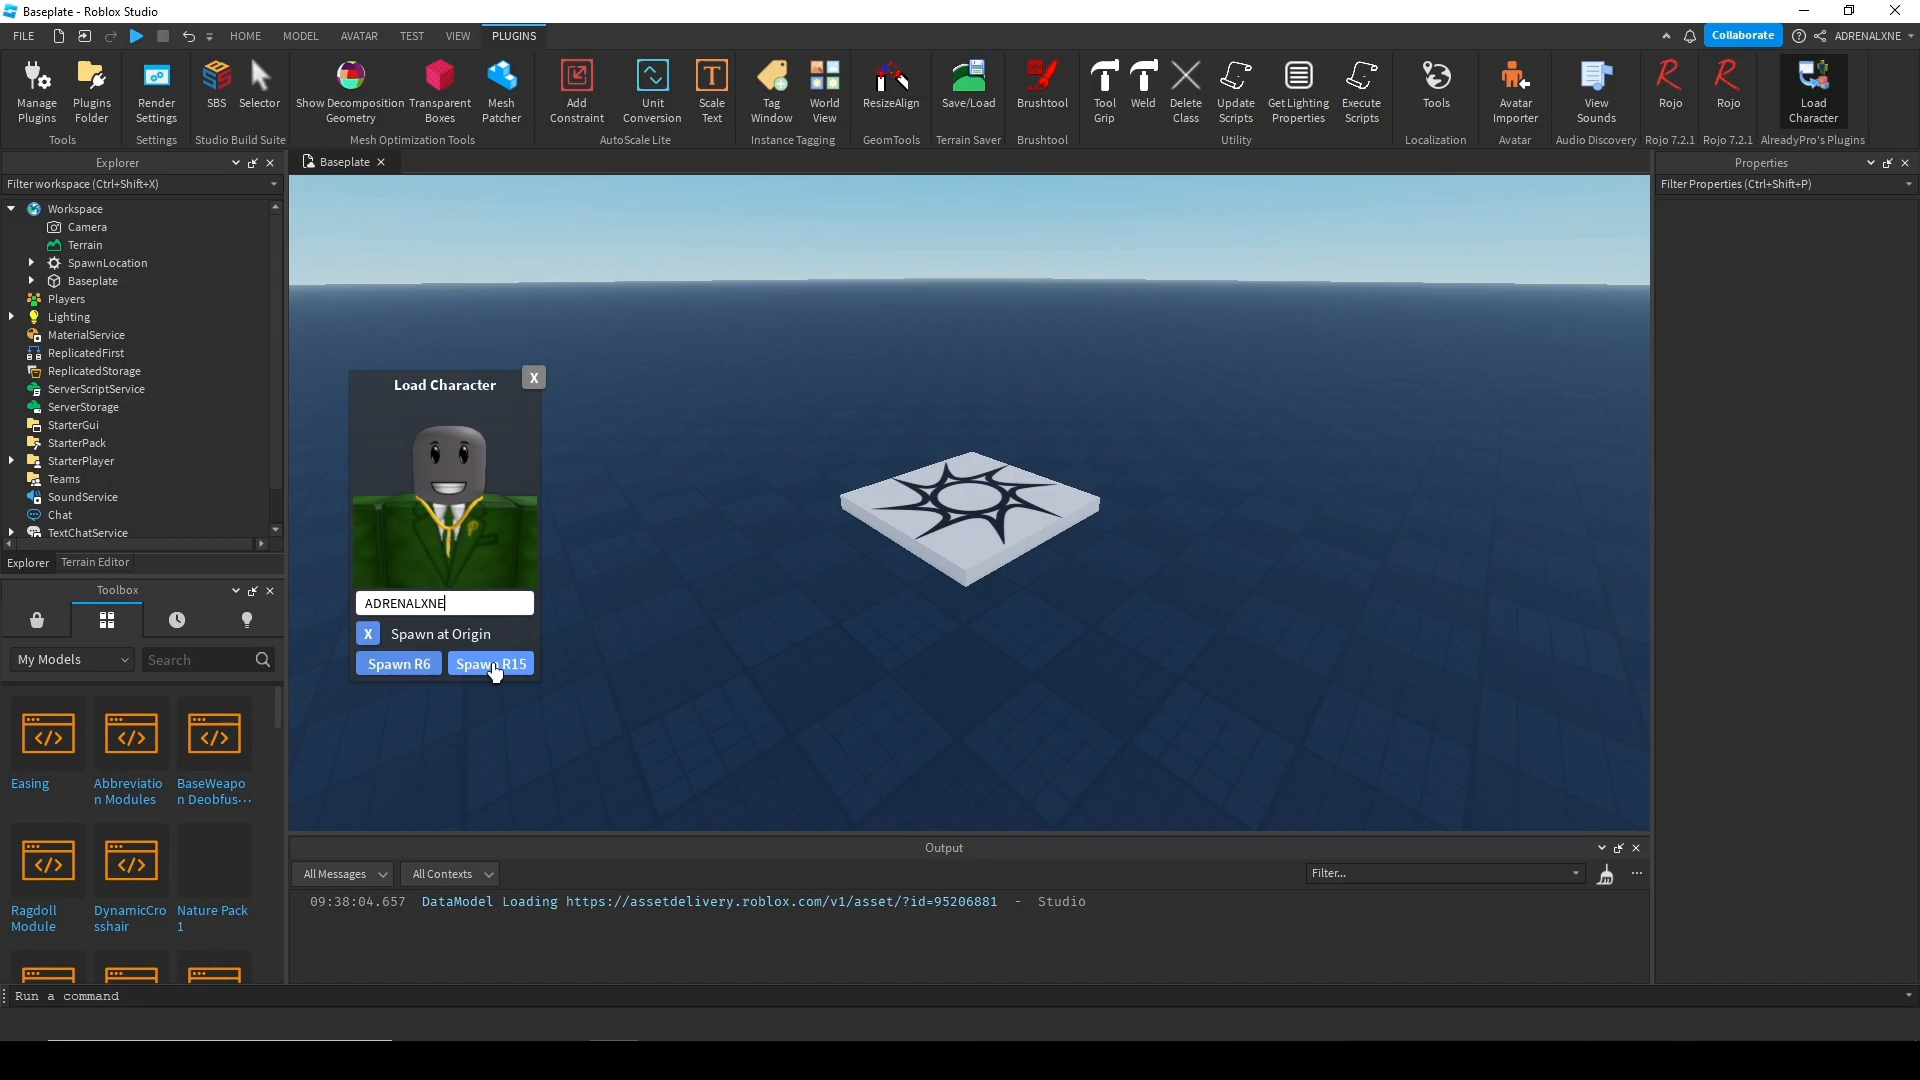 Baseplate - Roblox Studio
FILE HOME MODEL AVATAR TEST VIEW PLUGINS Collaborate ADRENALXNE
Manage Plugins
Plugins Folder
Render Settings
SBS
Selector
Show Decomposition Geometry
Transparent Boxes
Mesh Patcher
Add Constraint
Unit Conversion
Scale Text
Tag Window
World View
ResizeAlign
Save/Load
Brushtool
Tool Grip
Weld
Delete Class
Update Scripts
Get Lighting Properties
Execute Scripts
Tools
Avatar Importer
View Sounds
Rojo
Rojo
Load Character
Tools Settings Studio Build Suite Mesh Optimization Tools AutoScale Lite Instance Tagging GeomTools Terrain Saver Brushtool Utility Localization Avatar Audio Discovery Rojo 7.2.1 Rojo 7.2.1 AlreadyPro's Plugins
Explorer
Filter workspace (Ctrl+Shift+X)
Workspace
Camera
Terrain
SpawnLocation
Baseplate
Players
Lighting
MaterialService
ReplicatedFirst
ReplicatedStorage
ServerScriptService
ServerStorage
StarterGui
StarterPack
StarterPlayer
Teams
SoundService
Chat
TextChatService
Explorer Terrain Editor
Toolbox
My Models Search
Easing
Abbreviatio
n Modules
BaseWeapo
n Deobfus...
Ragdoll
Module
DynamicCro
sshair
Nature Pack
1
Baseplate
Load Character
X
ADRENALXNE
X Spawn at Origin
Spawn R6 Spawn R15
Properties
Filter Properties (Ctrl+Shift+P)
Output
All Messages All Contexts Filter...
09:38:04.657 DataModel Loading https://assetdelivery.roblox.com/v1/asset/?id=95206881 - Studio
Run a command